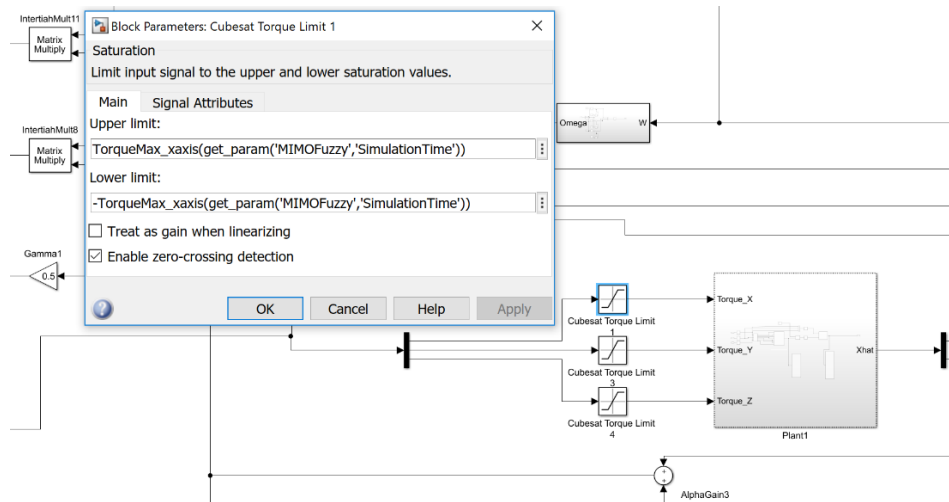 IntertiahMult11
Matrix
Multiply
IntertiahMult8
Matrix
Multiply
Gamma1
0.5
Block Parameters: Cubesat Torque Limit 1
Saturation
Limit input signal to the upper and lower saturation values.
Main
Signal Attributes
Upper limit:
TorqueMax_xaxis(get_param('MIMOFuzzy','SimulationTime'))
Lower limit:
-TorqueMax_xaxis(get_param('MIMOFuzzy','SimulationTime'))
Treat as gain when linearizing
Enable zero-crossing detection
OK
Cancel
Help
Apply
Omega
W
Cubesat Torque Limit
1
Cubesat Torque Limit
3
Cubesat Torque Limit
4
Torque_X
Torque_Y
Torque_Z
Xhat
Plant1
AlphaGain3